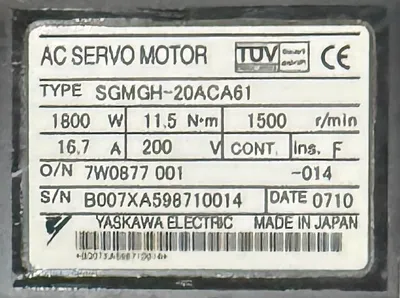 AC SERVO MOTOR TÜV CE
TYPE SGMGH-20ACA61
1800 W 11.5 N·m 1500 r/min
16.7 A 200 V CONT. Ins. F
O/N 7W0877 001 -014
S/N B007XA598710014 DATE 0710
YASKAWA ELECTRIC MADE IN JAPAN